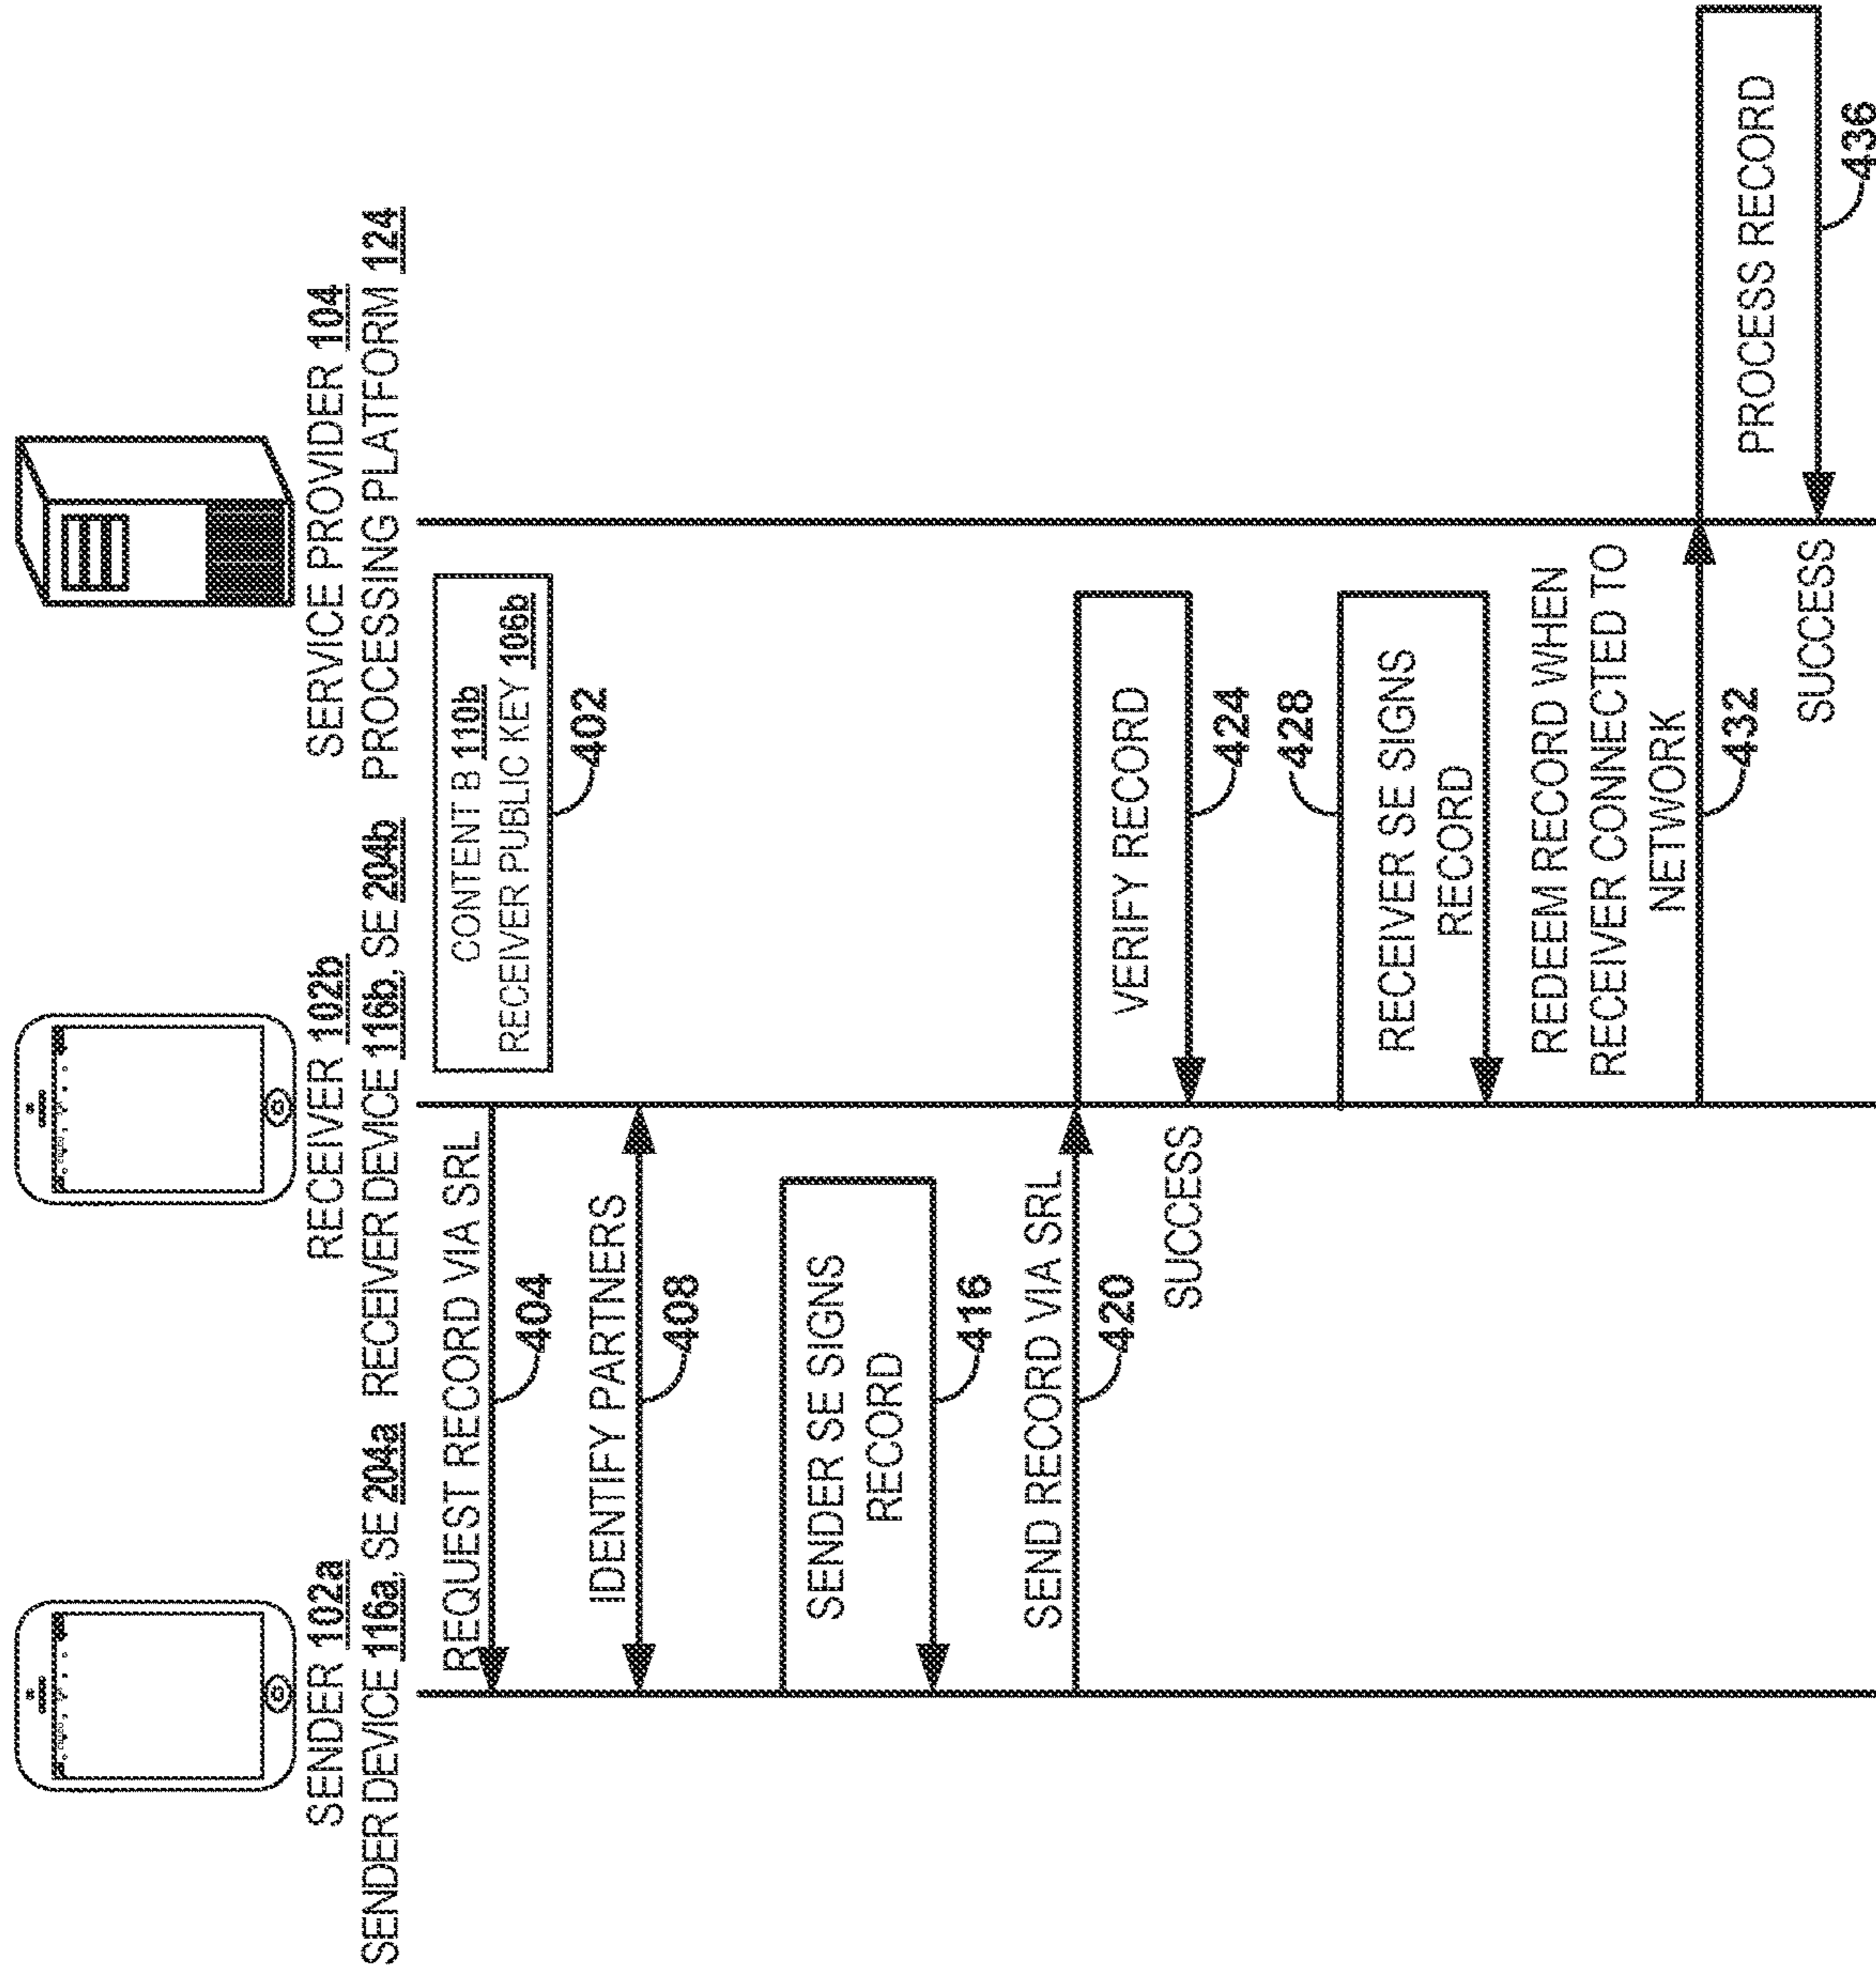 SENDER 102a
SENDER DEVICE 116a, SE 204a
RECEIVER 102b
RECEIVER DEVICE 116b, SE 204b
SERVICE PROVIDER 104
PROCESSING PLATFORM 124
CONTENT B 110b
RECEIVER PUBLIC KEY 106b
402
REQUEST RECORD VIA SRL
404
IDENTIFY PARTNERS
408
SENDER SE SIGNS
RECORD
416
SEND RECORD VIA SRL
420
VERIFY RECORD
424
SUCCESS
428
RECEIVER SE SIGNS
RECORD
REDEEM RECORD WHEN
RECEIVER CONNECTED TO
NETWORK
432
PROCESS RECORD
436
SUCCESS